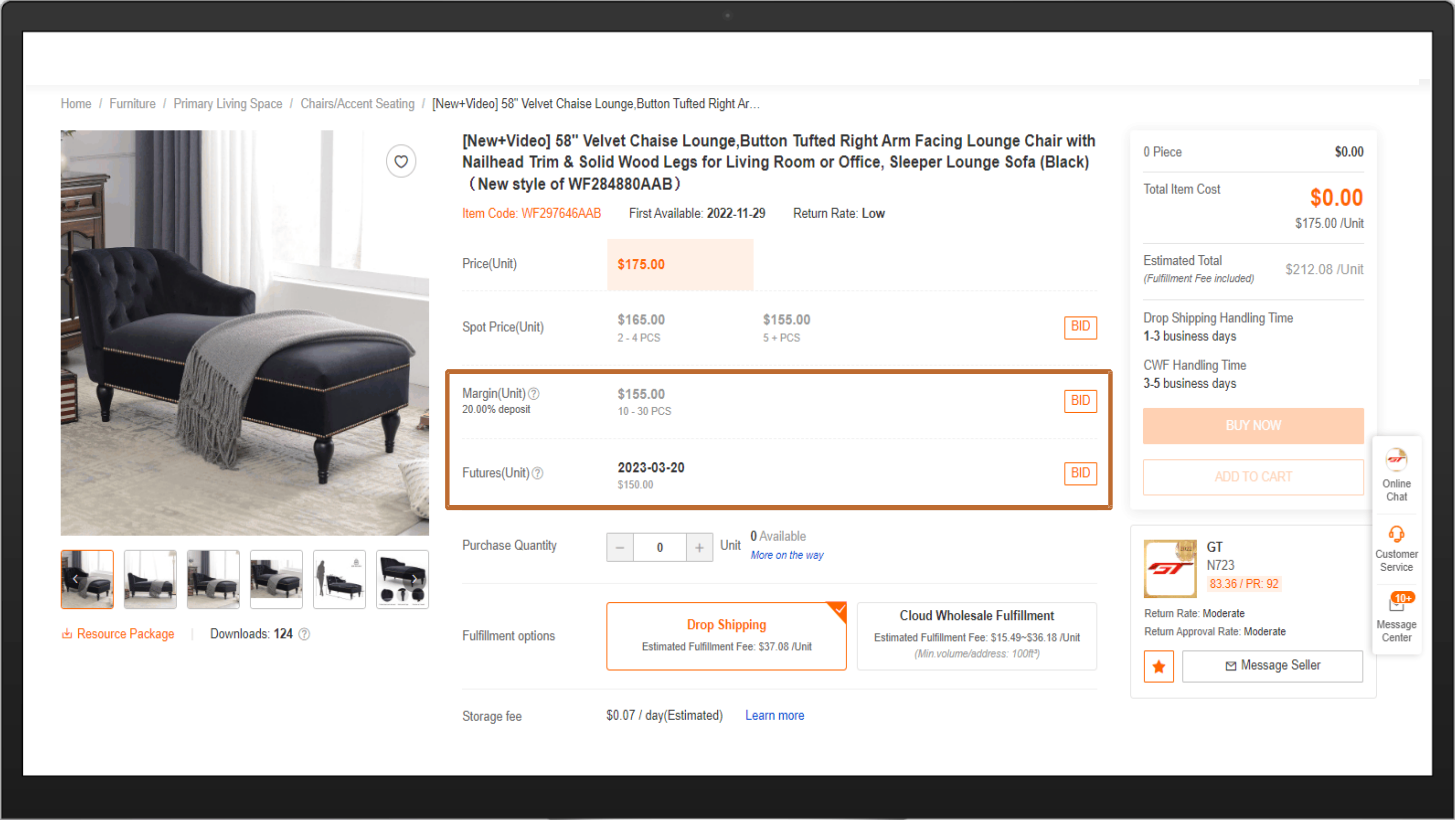 Home / Furniture / Primary Living Space / Chairs/Accent Seating / [New+Video] 58" Velvet Chaise Lounge,Button Tufted Right Ar...
[New+Video] 58" Velvet Chaise Lounge,Button Tufted Right Arm Facing Lounge Chair with
Nailhead Trim & Solid Wood Legs for Living Room or Office, Sleeper Lounge Sofa (Black)
（New style of WF284880AAB）
Item Code: WF297646AAB First Available: 2022-11-29 Return Rate: Low
Price(Unit) $175.00
Spot Price(Unit) $165.00 $155.00 BID
2 - 4 PCS 5 + PCS
Margin(Unit) ? $155.00 BID
20.00% deposit 10 - 30 PCS
Futures(Unit) ? 2023-03-20 BID
$150.00
Purchase Quantity − 0 + Unit 0 Available
More on the way
Fulfillment options
Drop Shipping
Estimated Fulfillment Fee: $37.08 /Unit
Cloud Wholesale Fulfillment
Estimated Fulfillment Fee: $15.49~$36.18 /Unit
(Min.volume/address: 100ft³)
Storage fee $0.07 / day(Estimated) Learn more
Resource Package Downloads: 124 ?
0 Piece $0.00
Total Item Cost $0.00
$175.00 /Unit
Estimated Total $212.08 /Unit
(Fulfillment Fee included)
Drop Shipping Handling Time
1-3 business days
CWF Handling Time
3-5 business days
BUY NOW
ADD TO CART
GT
GT
N723
83.36 / PR: 92
Return Rate: Moderate
Return Approval Rate: Moderate
Message Seller
GT
Online
Chat
Customer
Service
10+
Message
Center